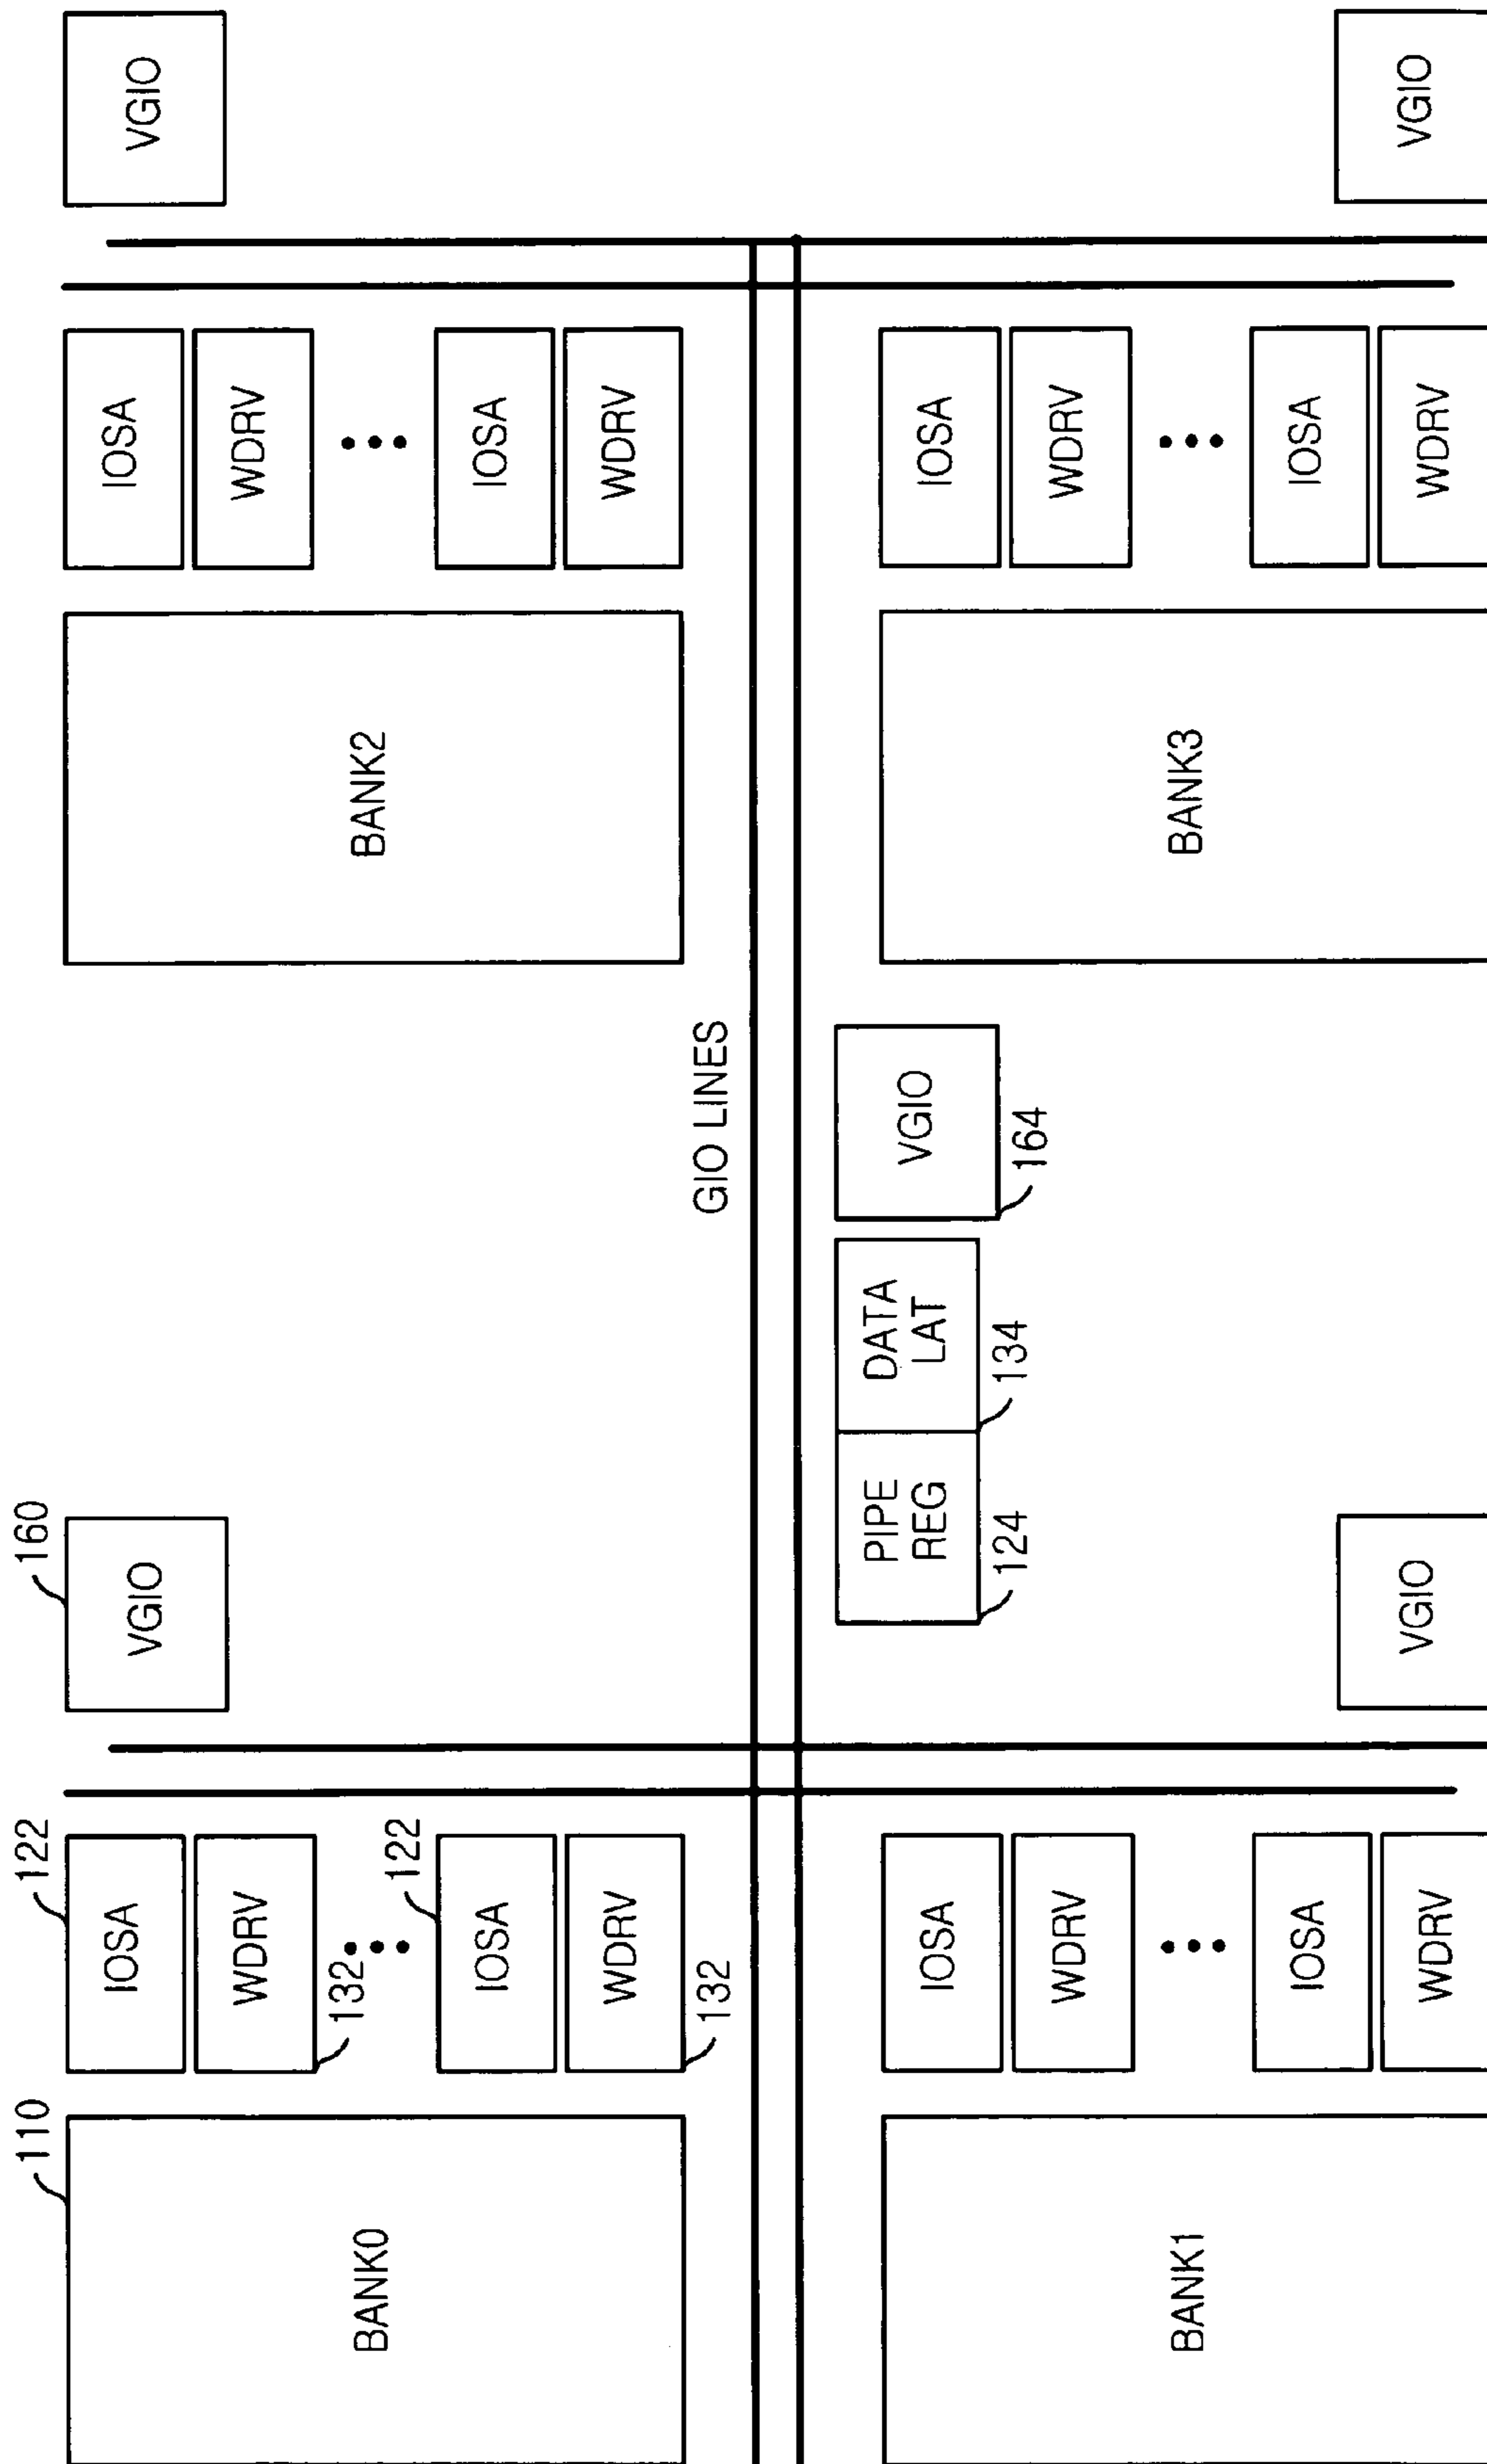 110
122
160
IOSA
VGIO
IOSA
VGIO
WDRV
WDRV
132
BANK0
BANK2
122
IOSA
IOSA
WDRV
WDRV
132
GIO LINES
PIPE
REG
DATA
LAT
VGIO
124
134
164
IOSA
IOSA
WDRV
WDRV
BANK1
BANK3
IOSA
IOSA
VGIO
VGIO
WDRV
WDRV